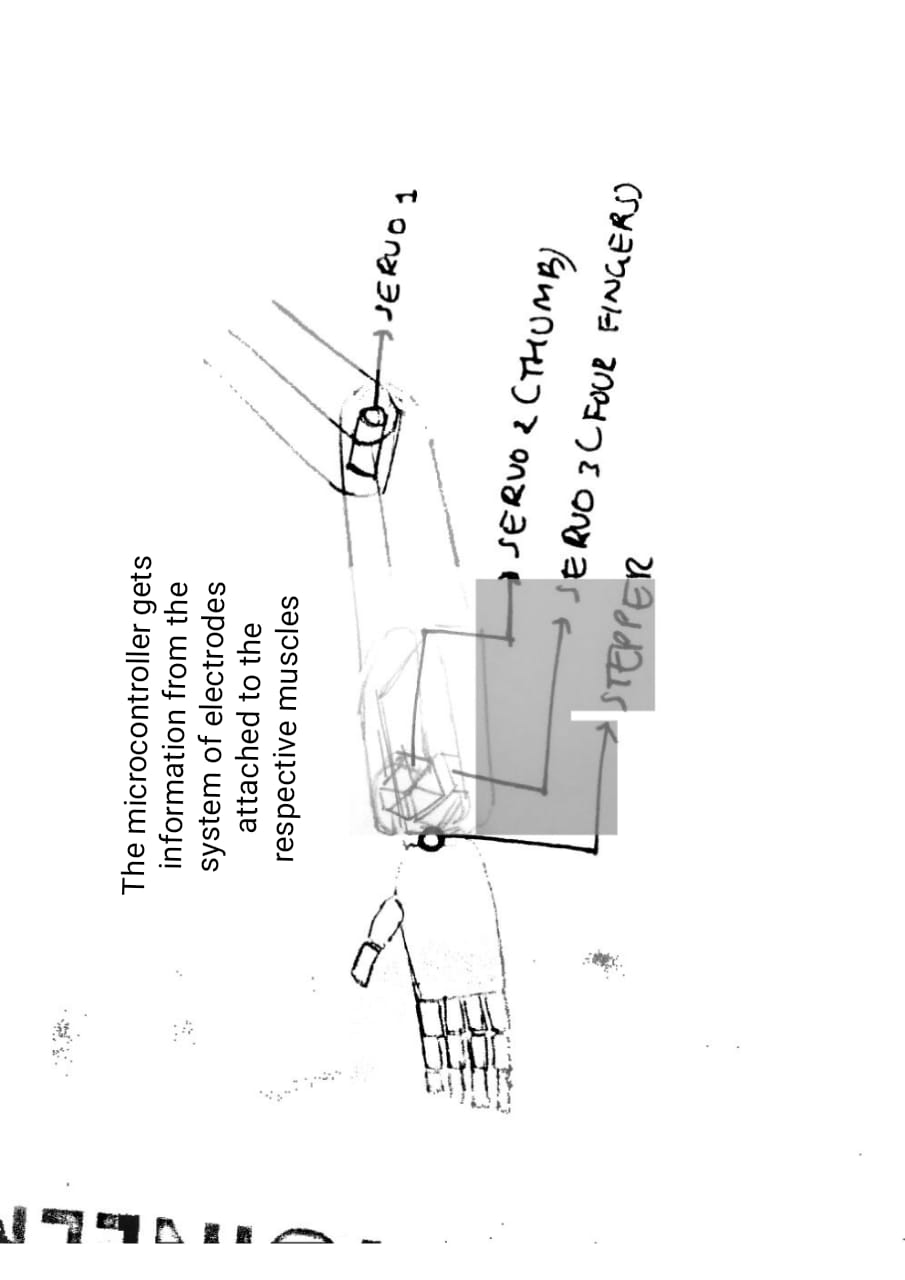 The microcontroller gets
information from the
system of electrodes
attached to the
respective muscles
SERVO 1
SERVO 2 (THUMB)
SERVO 3 (FOUR FINGERS)
STEPPER